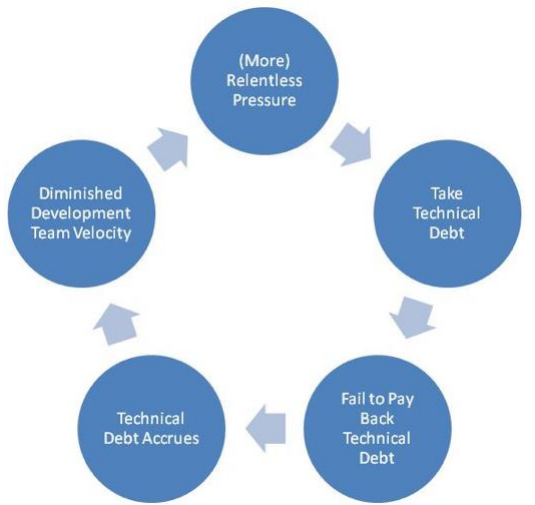 (More)
Relentless
Pressure
Take
Technical
Debt
Fail to Pay
Back
Technical
Debt
Technical
Debt Accrues
Diminished
Development
Team Velocity